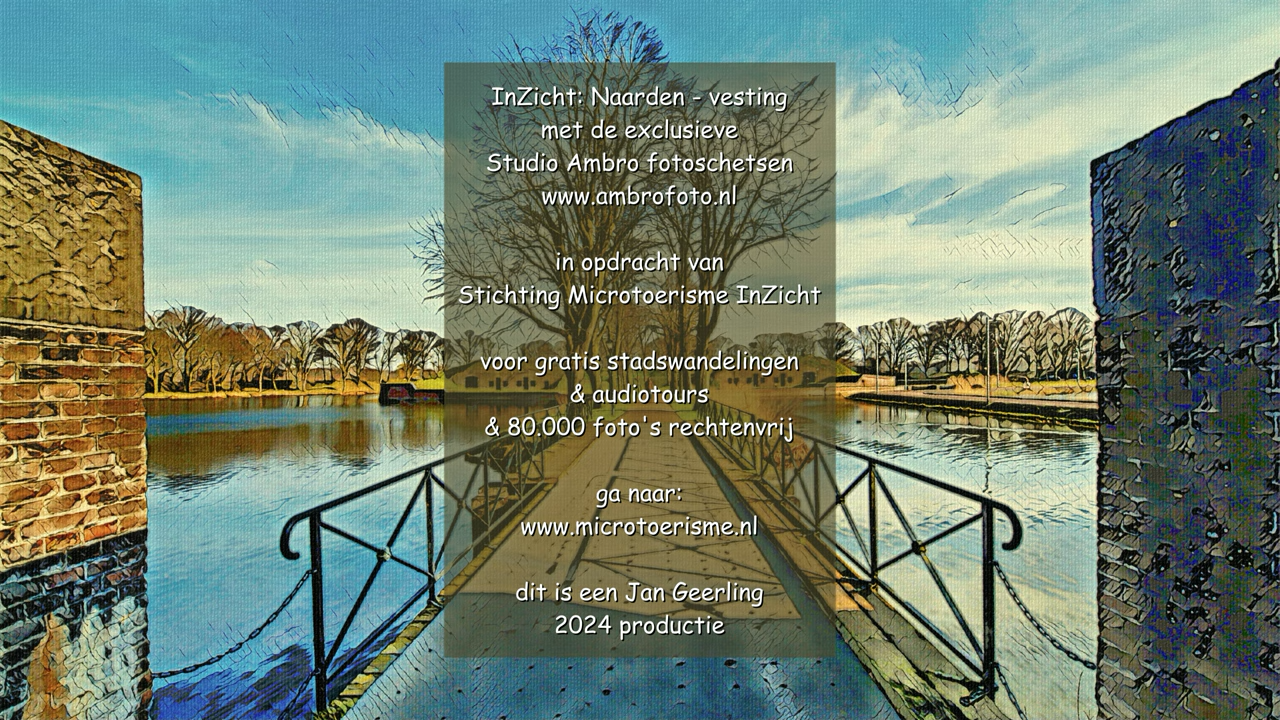 InZicht: Naarden - vesting
met de exclusieve
Studio Ambro fotoschetsen
www.ambrofoto.nl
in opdracht van
Stichting Microtoerisme InZicht
voor gratis stadswandelingen
& audiotours
& 80.000 foto's rechtenvrij
ga naar:
www.microtoerisme.nl
dit is een Jan Geerling
2024 productie